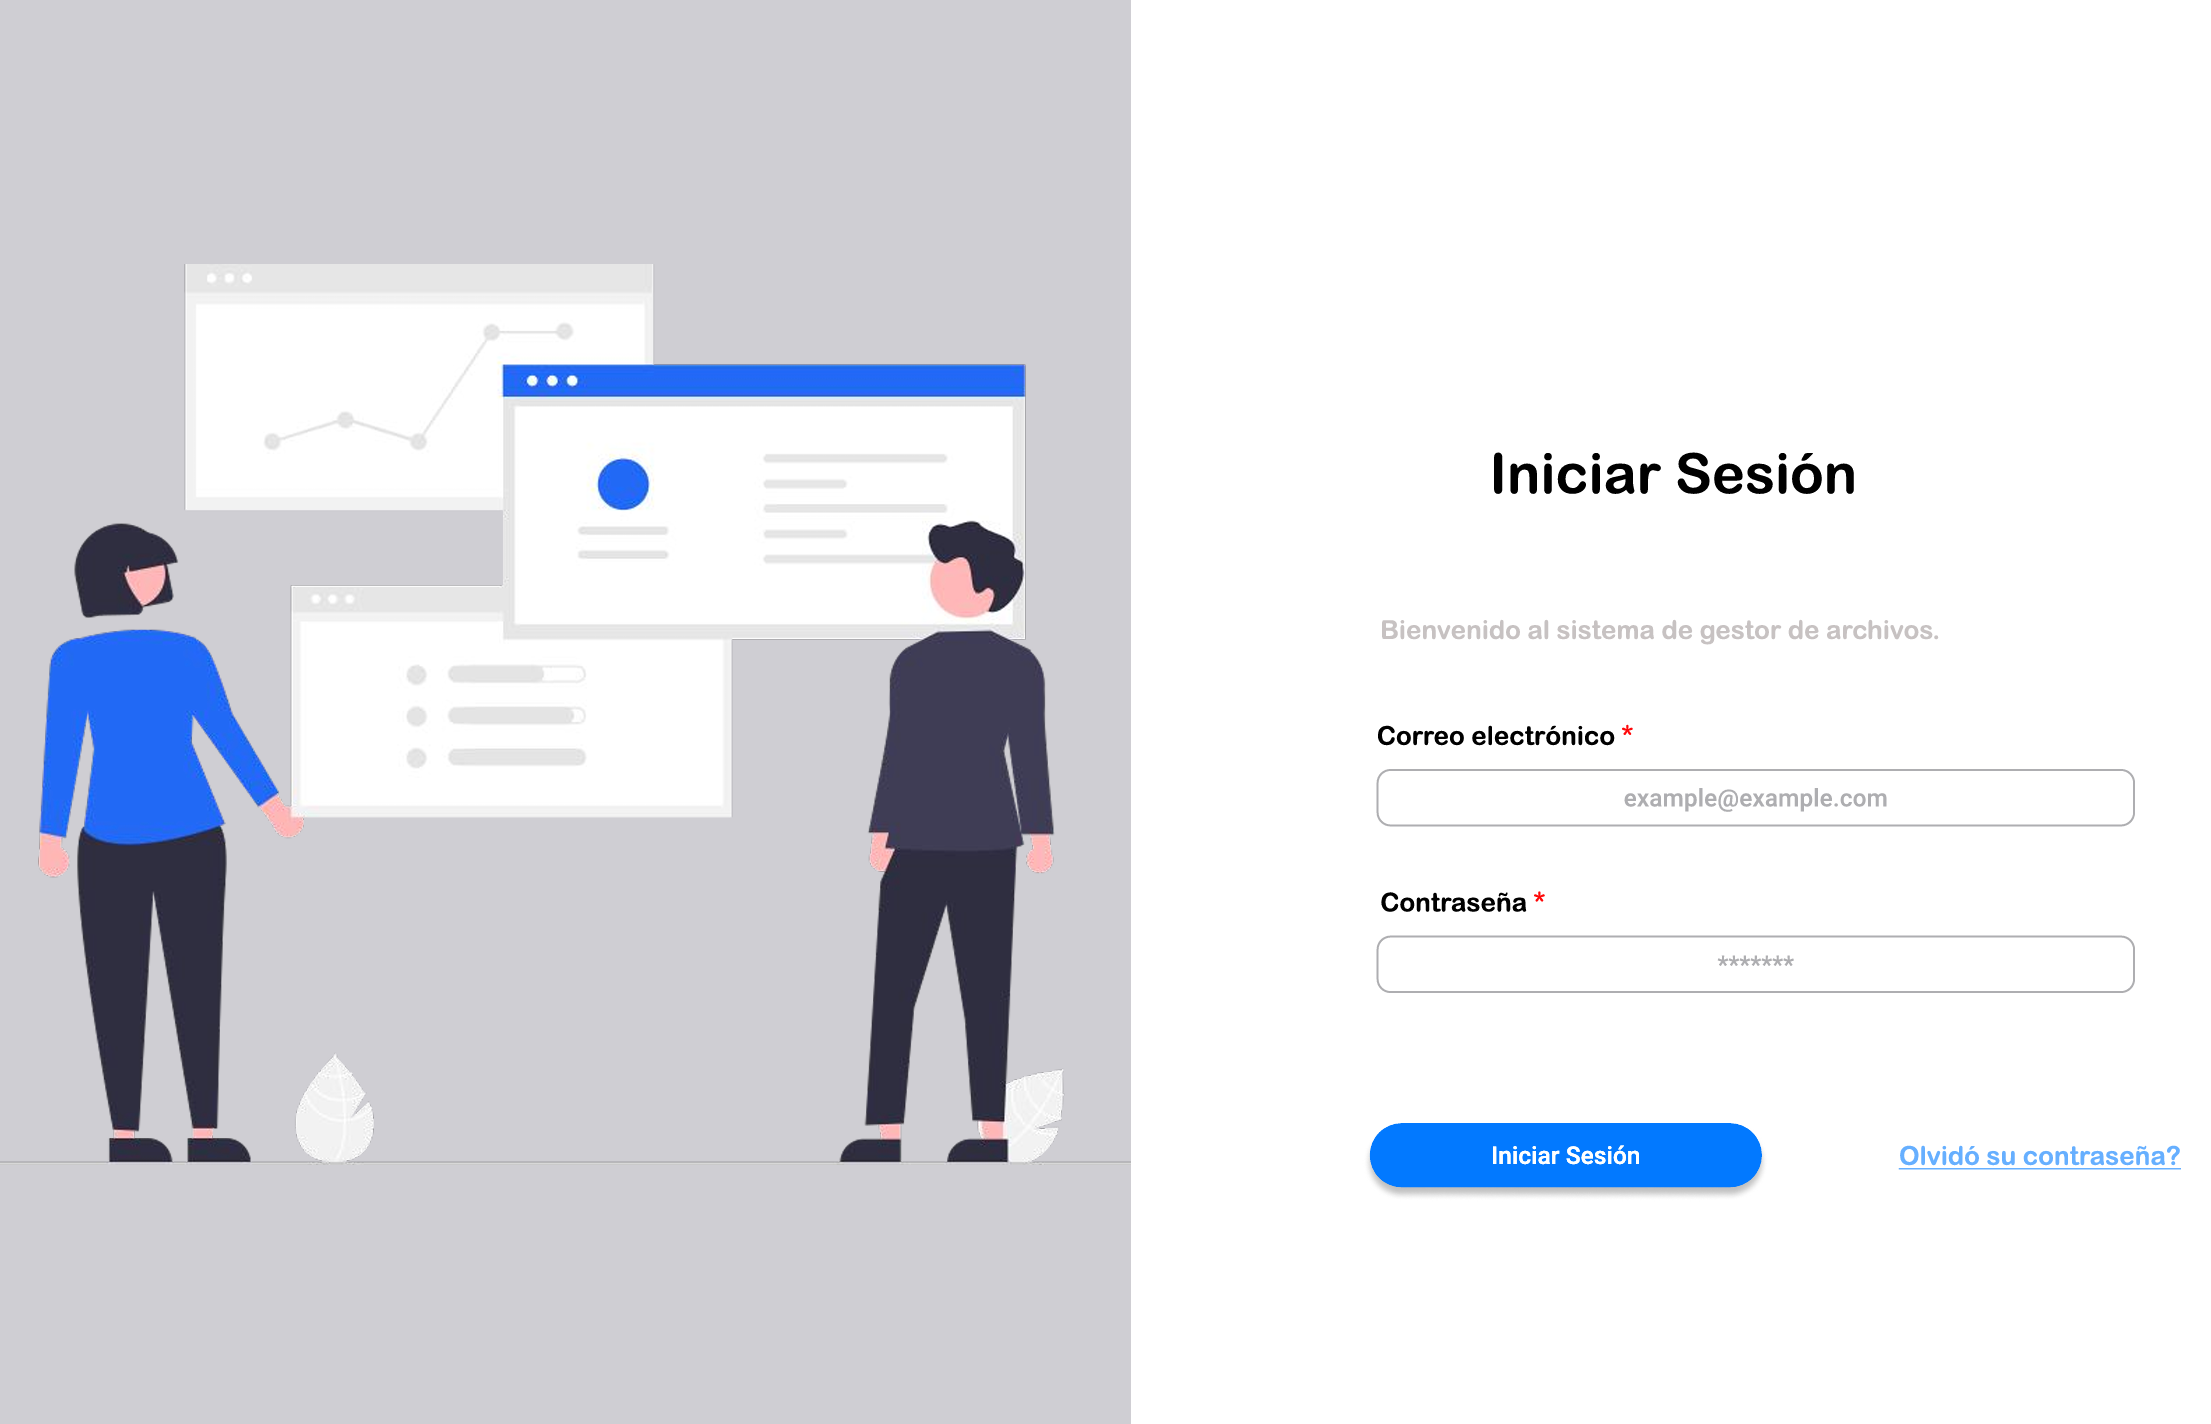 Iniciar Sesión
Bienvenido al sistema de gestor de archivos.
Correo electrónico *
example@example.com
Contraseña *
*******
Iniciar Sesión
Olvidó su contraseña?